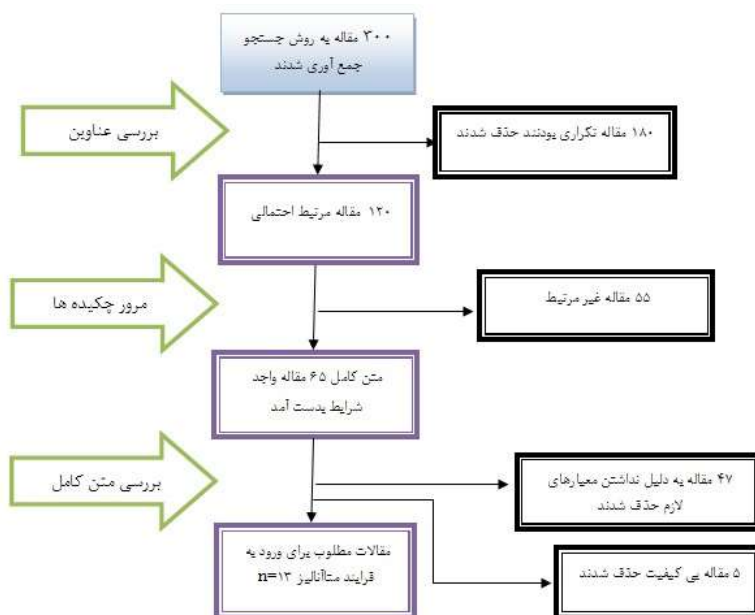 ۳۰۰ مقاله به روش جستجو
جمع آوری شدند
بررسی عناوین
۱۸۰ مقاله تکراری بودنند حذف شدند
۱۲۰ مقاله مرتبط احتمالی
مرور چکیده ها
۵۵ مقاله غیر مرتبط
متن کامل ۶۵ مقاله واجد
شرایط بدست آمد
بررسی متن کامل
۴۷ مقاله به دلیل نداشتن معیارهای
لازم حذف شدند
مقالات مطلوب برای ورود به
فرایند متاآنالیز n=۱۳
۵ مقاله بی کیفیت حذف شدند